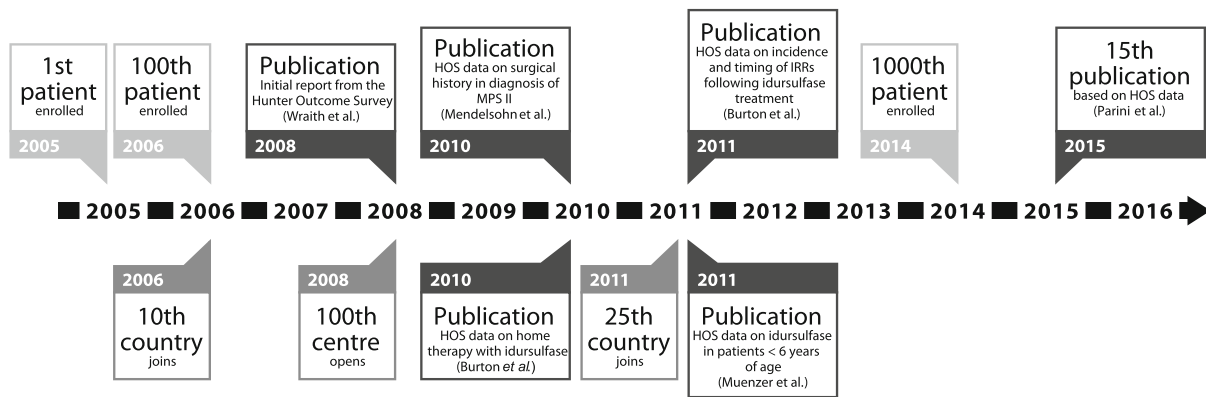 1st
patient
enrolled
2005
100th
patient
enrolled
2006
Publication
Initial report from the
Hunter Outcome Survey
(Wraith et al.)
2008
Publication
HOS data on surgical
history in diagnosis of
MPS II
(Mendelsohn et al.)
2010
Publication
HOS data on incidence
and timing of IRRs
following idursulfase
treatment
(Burton et al.)
2011
1000th
patient
enrolled
2014
15th
publication
based on HOS data
(Parini et al.)
2015
2005 2006 2007 2008 2009 2010 2011 2012 2013 2014 2015 2016
2006
10th
country
joins
2008
100th
centre
opens
2010
Publication
HOS data on home
therapy with idursulfase
(Burton et al.)
2011
25th
country
joins
2011
Publication
HOS data on idursulfase
in patients < 6 years
of age
(Muenzer et al.)